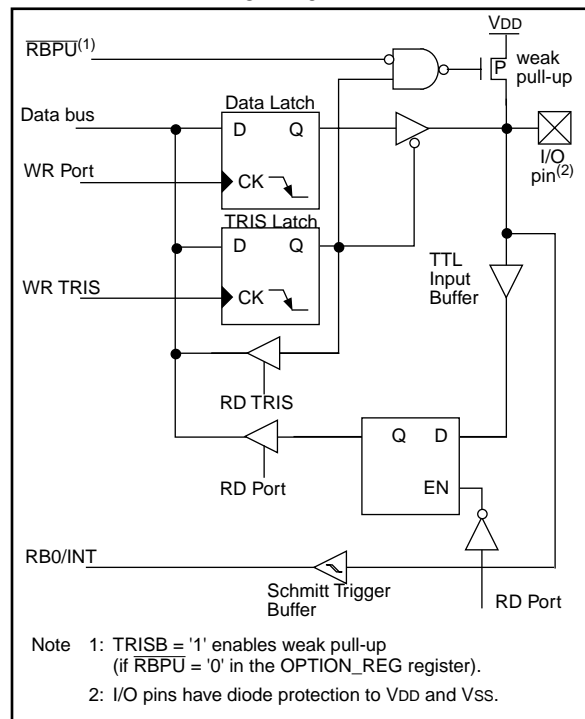 VDD
RBPU(1)
P
weak
pull-up
Data bus
Data Latch
D Q
I/O
pin(2)
WR Port
CK
TRIS Latch
D Q
TTL
Input
Buffer
WR TRIS
CK
RD TRIS
Q D
RD Port
EN
RB0/INT
Schmitt Trigger
Buffer
RD Port
Note 1: TRISB = '1' enables weak pull-up
(if RBPU = '0' in the OPTION_REG register).
2: I/O pins have diode protection to VDD and VSS.